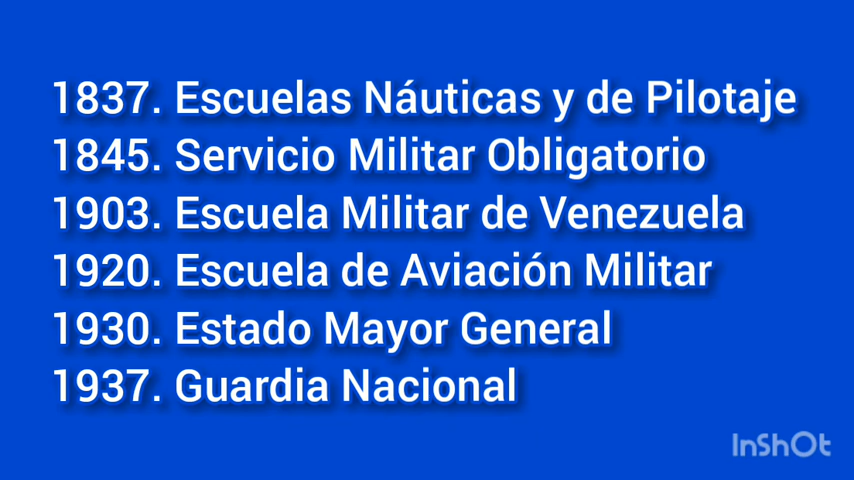 1837. Escuelas Náuticas y de Pilotaje
1845. Servicio Militar Obligatorio
1903. Escuela Militar de Venezuela
1920. Escuela de Aviación Militar
1930. Estado Mayor General
1937. Guardia Nacional
InShOt